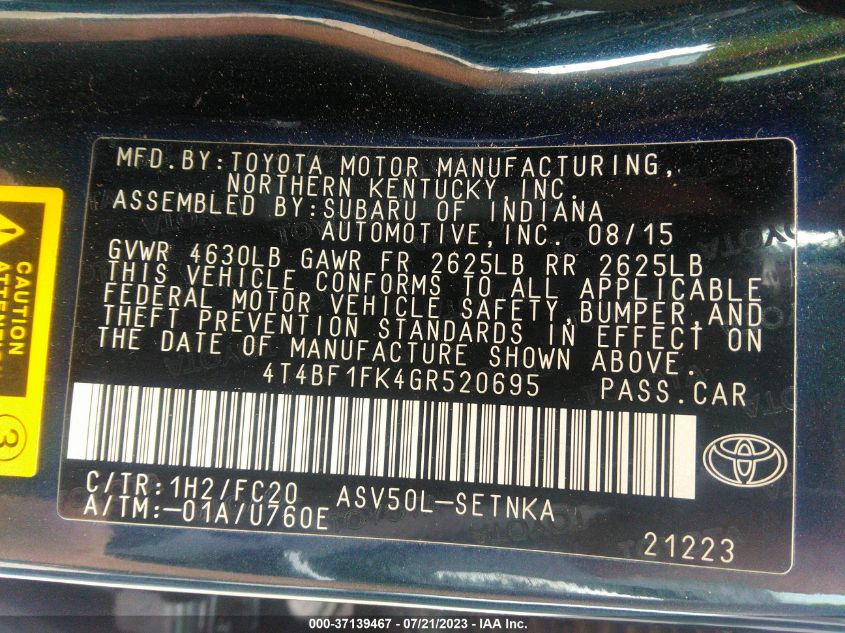 MFD.BY:TOYOTA MOTOR MANUFACTURING,
NORTHERN KENTUCKY, INC.
ASSEMBLED BY:SUBARU OF INDIANA
AUTOMOTIVE,INC. 08/15
GVWR 4630LB GAWR FR 2625LB RR 2625LB
THIS VEHICLE CONFORMS TO ALL APPLICABLE
FEDERAL MOTOR VEHICLE SAFETY,BUMPER,AND
THEFT PREVENTION STANDARDS IN EFFECT ON
THE DATE OF MANUFACTURE SHOWN ABOVE.
4T4BF1FK4GR520695 PASS.CAR
C/TR:1H2/FC20 ASV50L-SETNKA
A/TM:-01A/U760E
21223
CAUTION
3
000-37139467 / 07/21/2023 - © IAA Inc.